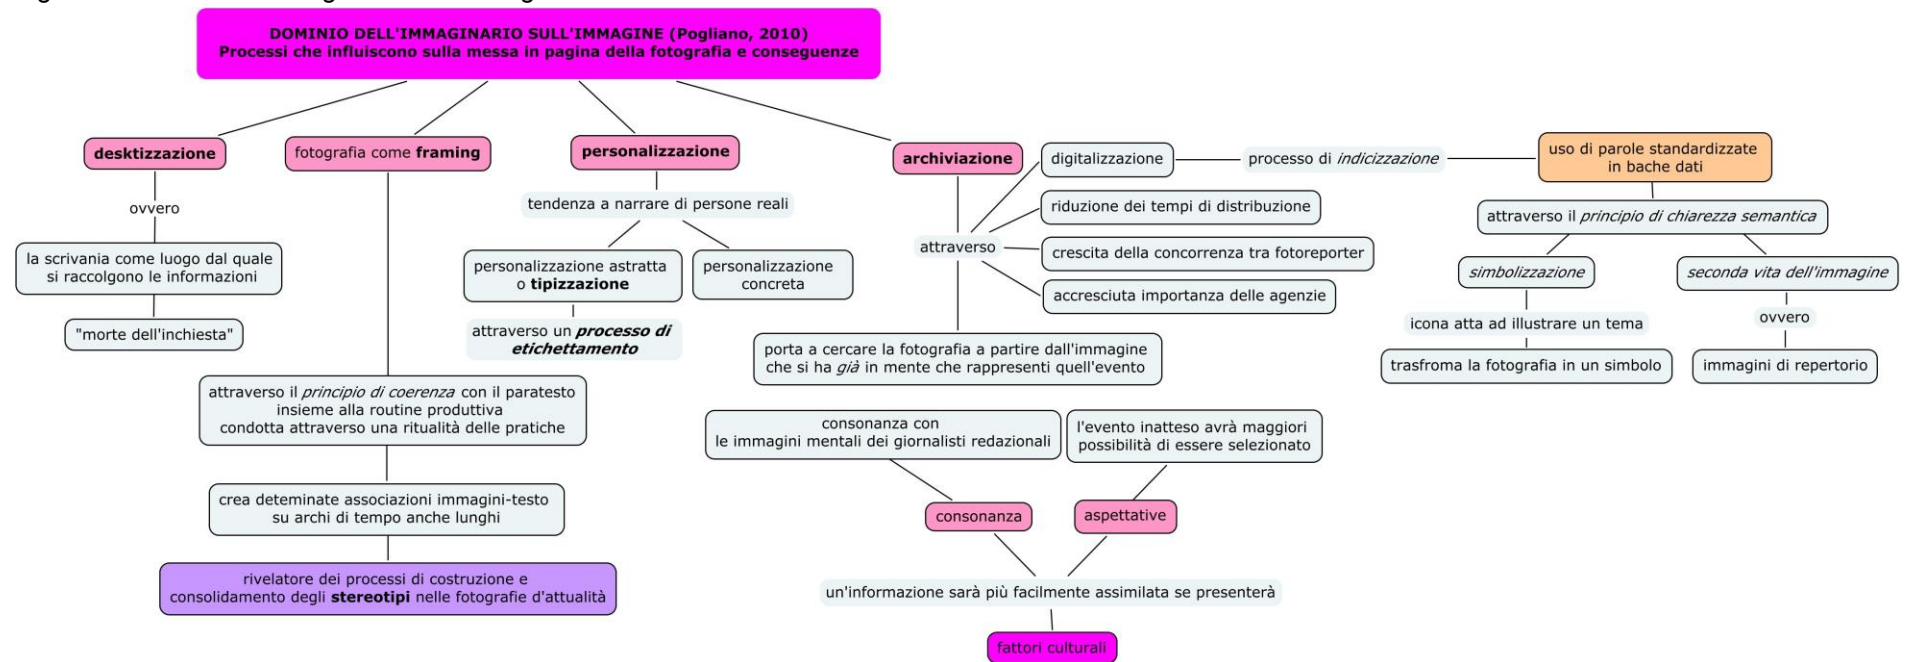 DOMINIO DELL'IMMAGINARIO SULL'IMMAGINE (Pogliano, 2010)
Processi che influiscono sulla messa in pagina della fotografia e conseguenze
desktizzazione
ovvero
la scrivania come luogo dal quale
si raccolgono le informazioni
"morte dell'inchiesta"
fotografia come framing
attraverso il principio di coerenza con il paratesto
insieme alla routine produttiva
condotta attraverso una ritualità delle pratiche
crea deteminate associazioni immagini-testo
su archi di tempo anche lunghi
rivelatore dei processi di costruzione e
consolidamento degli stereotipi nelle fotografie d'attualità
personalizzazione
tendenza a narrare di persone reali
personalizzazione astratta
o tipizzazione
attraverso un processo di
etichettamento
personalizzazione
concreta
archiviazione
attraverso
digitalizzazione
processo di indicizzazione
uso di parole standardizzate
in bache dati
attraverso il principio di chiarezza semantica
simbolizzazione
icona atta ad illustrare un tema
trasfroma la fotografia in un simbolo
seconda vita dell'immagine
ovvero
immagini di repertorio
riduzione dei tempi di distribuzione
crescita della concorrenza tra fotoreporter
accresciuta importanza delle agenzie
porta a cercare la fotografia a partire dall'immagine
che si ha già in mente che rappresenti quell'evento
consonanza con
le immagini mentali dei giornalisti redazionali
l'evento inatteso avrà maggiori
possibilità di essere selezionato
consonanza
aspettative
un'informazione sarà più facilmente assimilata se presenterà
fattori culturali